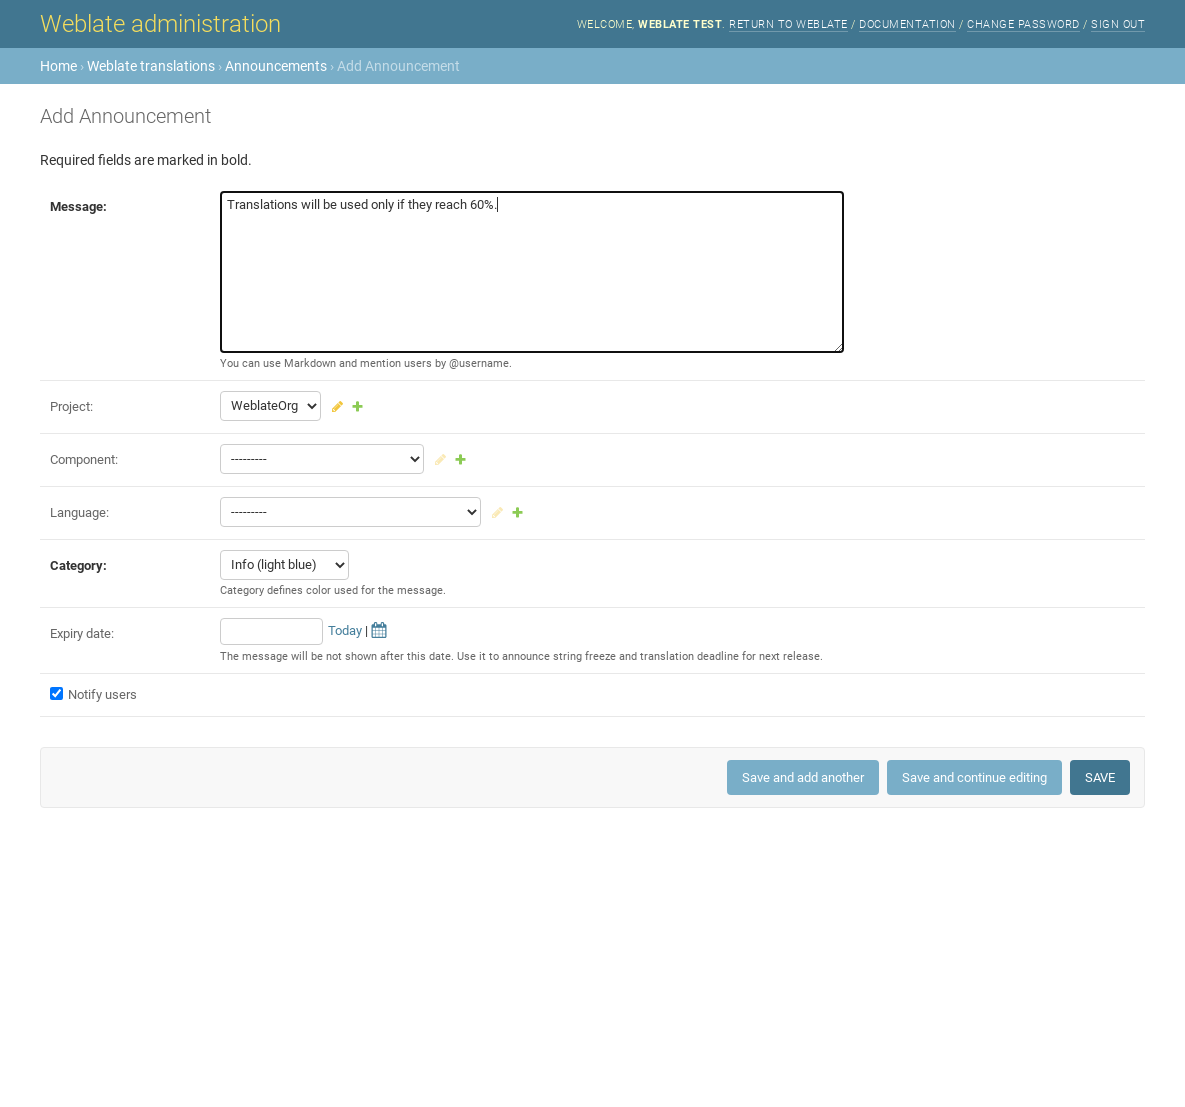 Weblate administration
WELCOME, WEBLATE TEST. RETURN TO WEBLATE / DOCUMENTATION / CHANGE PASSWORD / SIGN OUT
Home › Weblate translations › Announcements › Add Announcement
Add Announcement
Required fields are marked in bold.
Message:
Translations will be used only if they reach 60%.
You can use Markdown and mention users by @username.
Project:
WeblateOrg
Component:
---------
Language:
---------
Category:
Info (light blue)
Category defines color used for the message.
Expiry date:
Today |
The message will be not shown after this date. Use it to announce string freeze and translation deadline for next release.
Notify users
Save and add another
Save and continue editing
SAVE